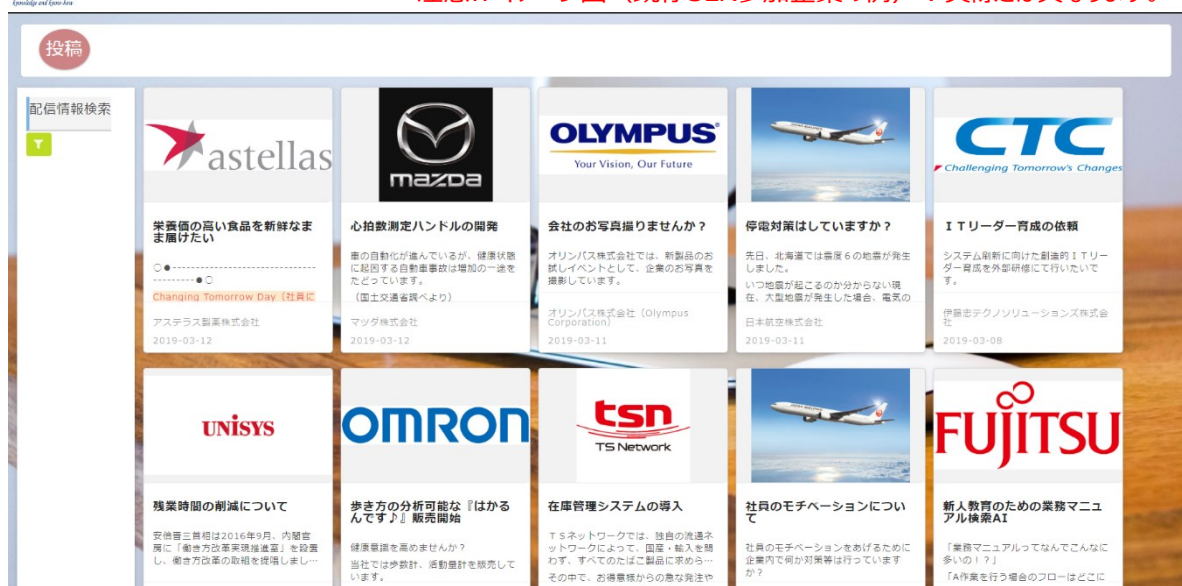 knowledge and know-how
投稿
配信情報検索
astellas
栄養価の高い食品を新鮮なま
ま届けたい
○●------------------------------
---------●○
Changing Tomorrow Day（社員に
アステラス製薬株式会社
2019-03-12
mazda
心拍数測定ハンドルの開発
車の自動化が進んでいるが、健康状態
に起因する自動車事故は増加の一途を
たどっています。
（国土交通省調べより）
マツダ株式会社
2019-03-12
OLYMPUS
Your Vision, Our Future
会社のお写真撮りませんか？
オリンパス株式会社では、新製品のお
試しイベントとして、企業のお写真を
撮影しています。
オリンパス株式会社（Olympus
Corporation）
2019-03-11
停電対策はしていますか？
先日、北海道では震度６の地震が発生
しました。
いつ地震が起こるのか分からない現
在、大型地震が発生した場合、電気の
日本航空株式会社
2019-03-11
CTC
Challenging Tomorrow's Changes
ＩＴリーダー育成の依頼
システム刷新に向けた創造的ＩＴリー
ダー育成を外部研修にて行いたいで
す。
伊藤忠テクノソリューションズ株式会
社
2019-03-08
UNISYS
残業時間の削減について
安倍晋三首相は2016年9月、内閣官
房に「働き方改革実現推進室」を設置
し、働き方改革の取組を提唱しまし…
OMRON
歩き方の分析可能な『はかる
んです♪』販売開始
健康意識を高めませんか？
当社では歩数計、活動量計を販売して
います。
tsn
TS Network
在庫管理システムの導入
ＴＳネットワークでは、独自の流通ネ
ットワークによって、国産・輸入を問
わず、すべてのたばこ製品に求めら…
その中で、お得意様からの急な発注や
社員のモチベーションについ
て
社員のモチベーションをあげるために
企業内で何か対策等は行っています
か？
FUJITSU
新人教育のための業務マニュ
アル検索AI
「業務マニュアルってなんでこんなに
多いの！？」
「A作業を行う場合のフローはどこに